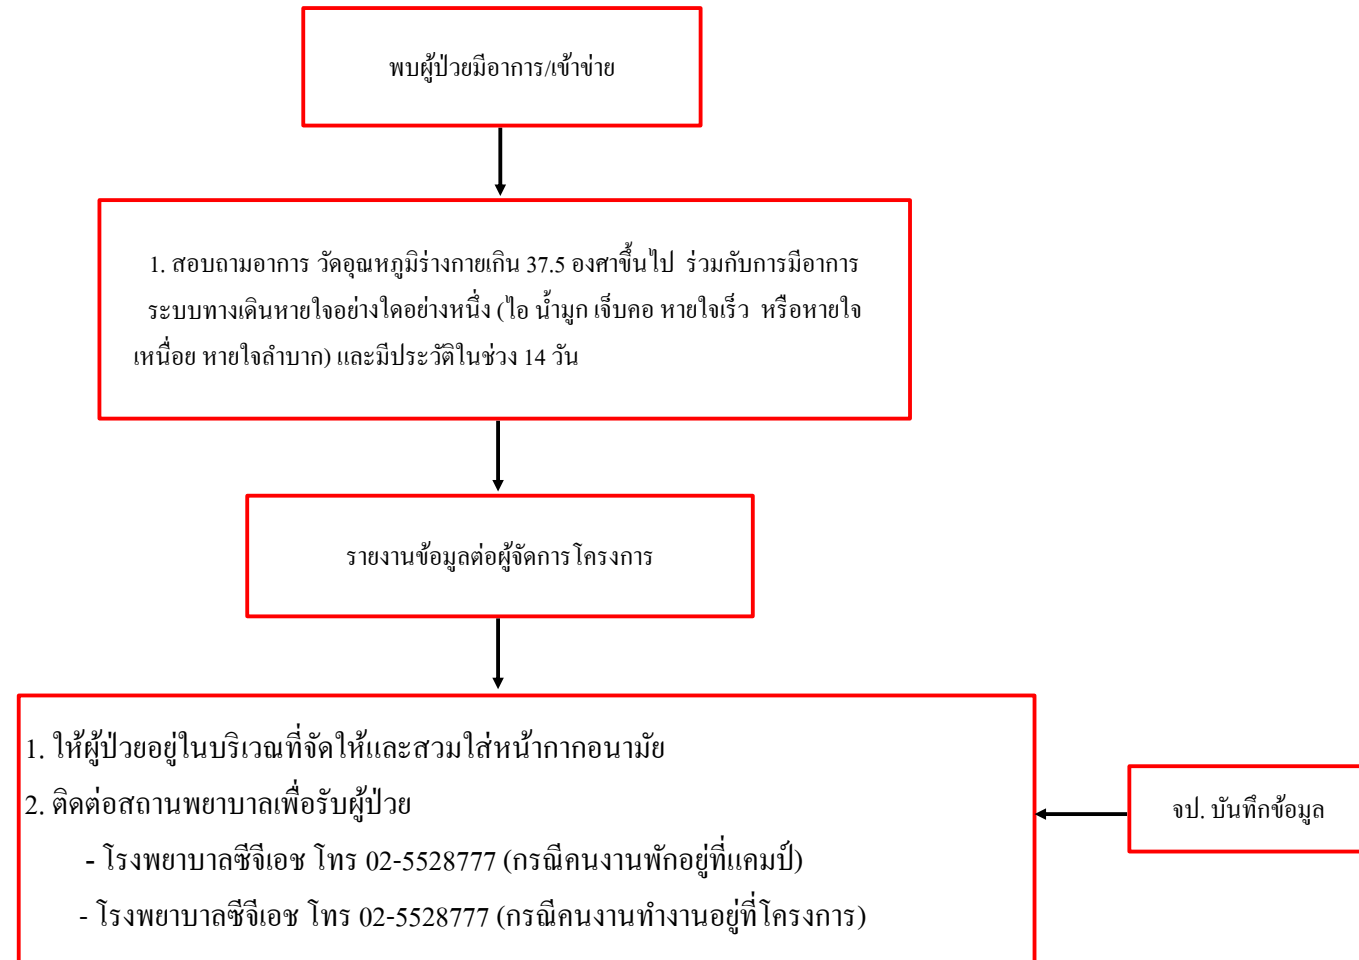 พบผู้ป่วยมีอาการ/เข้าข่าย
1. สอบถามอาการ วัดอุณหภูมิร่างกายเกิน 37.5 องศาขึ้นไป ร่วมกับการมีอาการ
ระบบทางเดินหายใจอย่างใดอย่างหนึ่ง (ไอ น้ำมูก เจ็บคอ หายใจเร็ว หรือหายใจ
เหนื่อย หายใจลำบาก) และมีประวัติในช่วง 14 วัน
รายงานข้อมูลต่อผู้จัดการโครงการ
1. ให้ผู้ป่วยอยู่ในบริเวณที่จัดให้และสวมใส่หน้ากากอนามัย
2. ติดต่อสถานพยาบาลเพื่อรับผู้ป่วย
- โรงพยาบาลซีจีเอช โทร 02-5528777 (กรณีคนงานพักอยู่ที่แคมป์)
- โรงพยาบาลซีจีเอช โทร 02-5528777 (กรณีคนงานทำงานอยู่ที่โครงการ)
จป. บันทึกข้อมูล